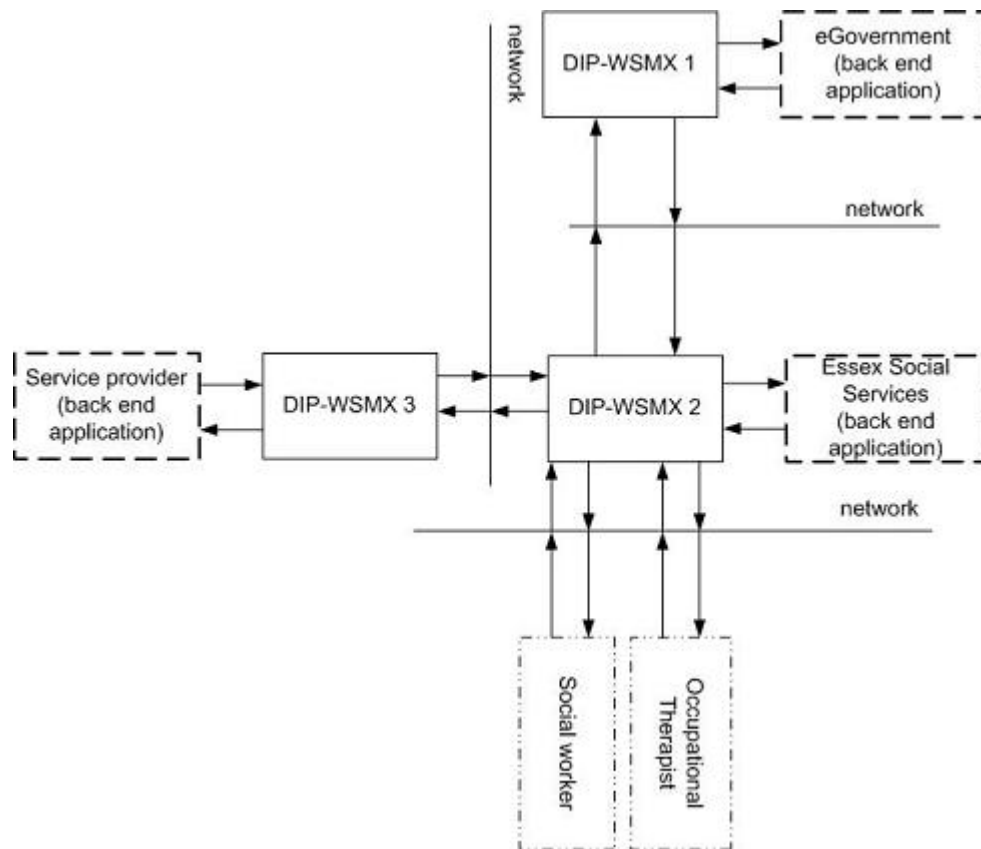 network
DIP-WSMX 1
eGovernment
(back end
application)
network
Service provider
(back end
application)
DIP-WSMX 3
DIP-WSMX 2
Essex Social
Services
(back end
application)
network
Social worker
Occupational
Therapist